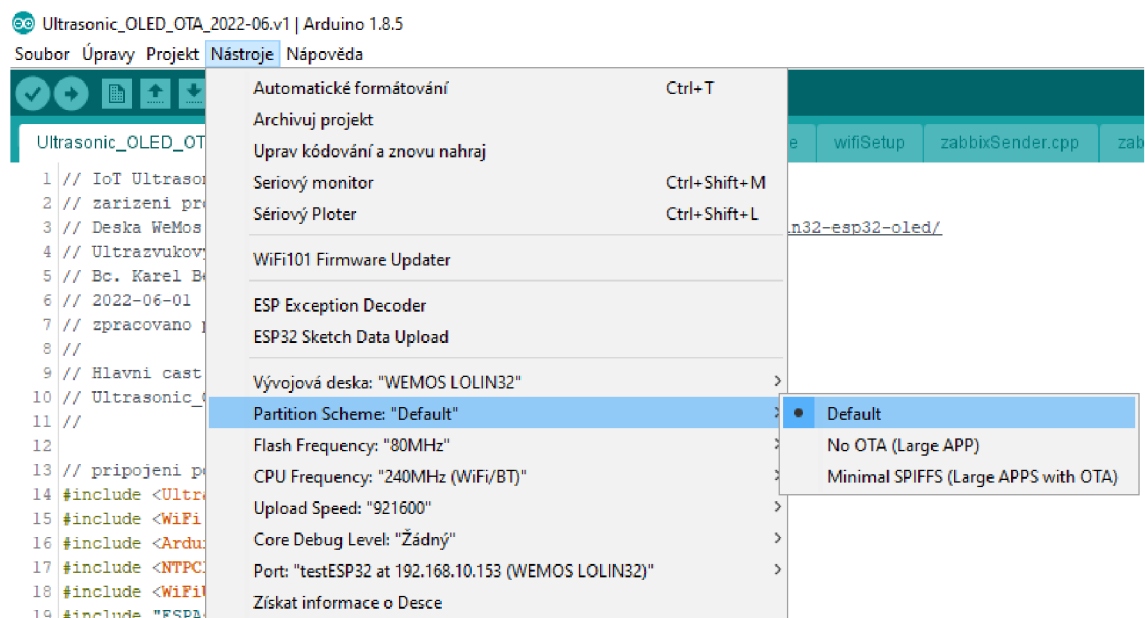 Ultrasonic_OLED_OTA_2022-06.v1 | Arduino 1.8.5
Soubor Úpravy Projekt Nástroje Nápověda
Automatické formátování Ctrl+T
Archivuj projekt
Uprav kódování a znovu nahraj
Seriový monitor Ctrl+Shift+M
Sériový Ploter Ctrl+Shift+L
WiFi101 Firmware Updater
ESP Exception Decoder
ESP32 Sketch Data Upload
Vývojová deska: "WEMOS LOLIN32"
Partition Scheme: "Default"
Flash Frequency: "80MHz"
CPU Frequency: "240MHz (WiFi/BT)"
Upload Speed: "921600"
Core Debug Level: "Žádný"
Port: "testESP32 at 192.168.10.153 (WEMOS LOLIN32)"
Získat informace o Desce
Default
No OTA (Large APP)
Minimal SPIFFS (Large APPS with OTA)
Ultrasonic_OLED_OT e wifiSetup zabbixSender.cpp zab
1 // IoT Ultrason
2 // zarizeni pr
3 // Deska WeMos n32-esp32-oled/
4 // Ultrazvukov
5 // Bc. Karel B
6 // 2022-06-01
7 // zpracovano p
8 //
9 // Hlavni cast
10 // Ultrasonic_
11 //
12
13 // pripojeni p
14 #include <Ultr
15 #include <WiFi
16 #include <Ardu
17 #include <NTPC
18 #include <WiFi
19 #include "ESPA